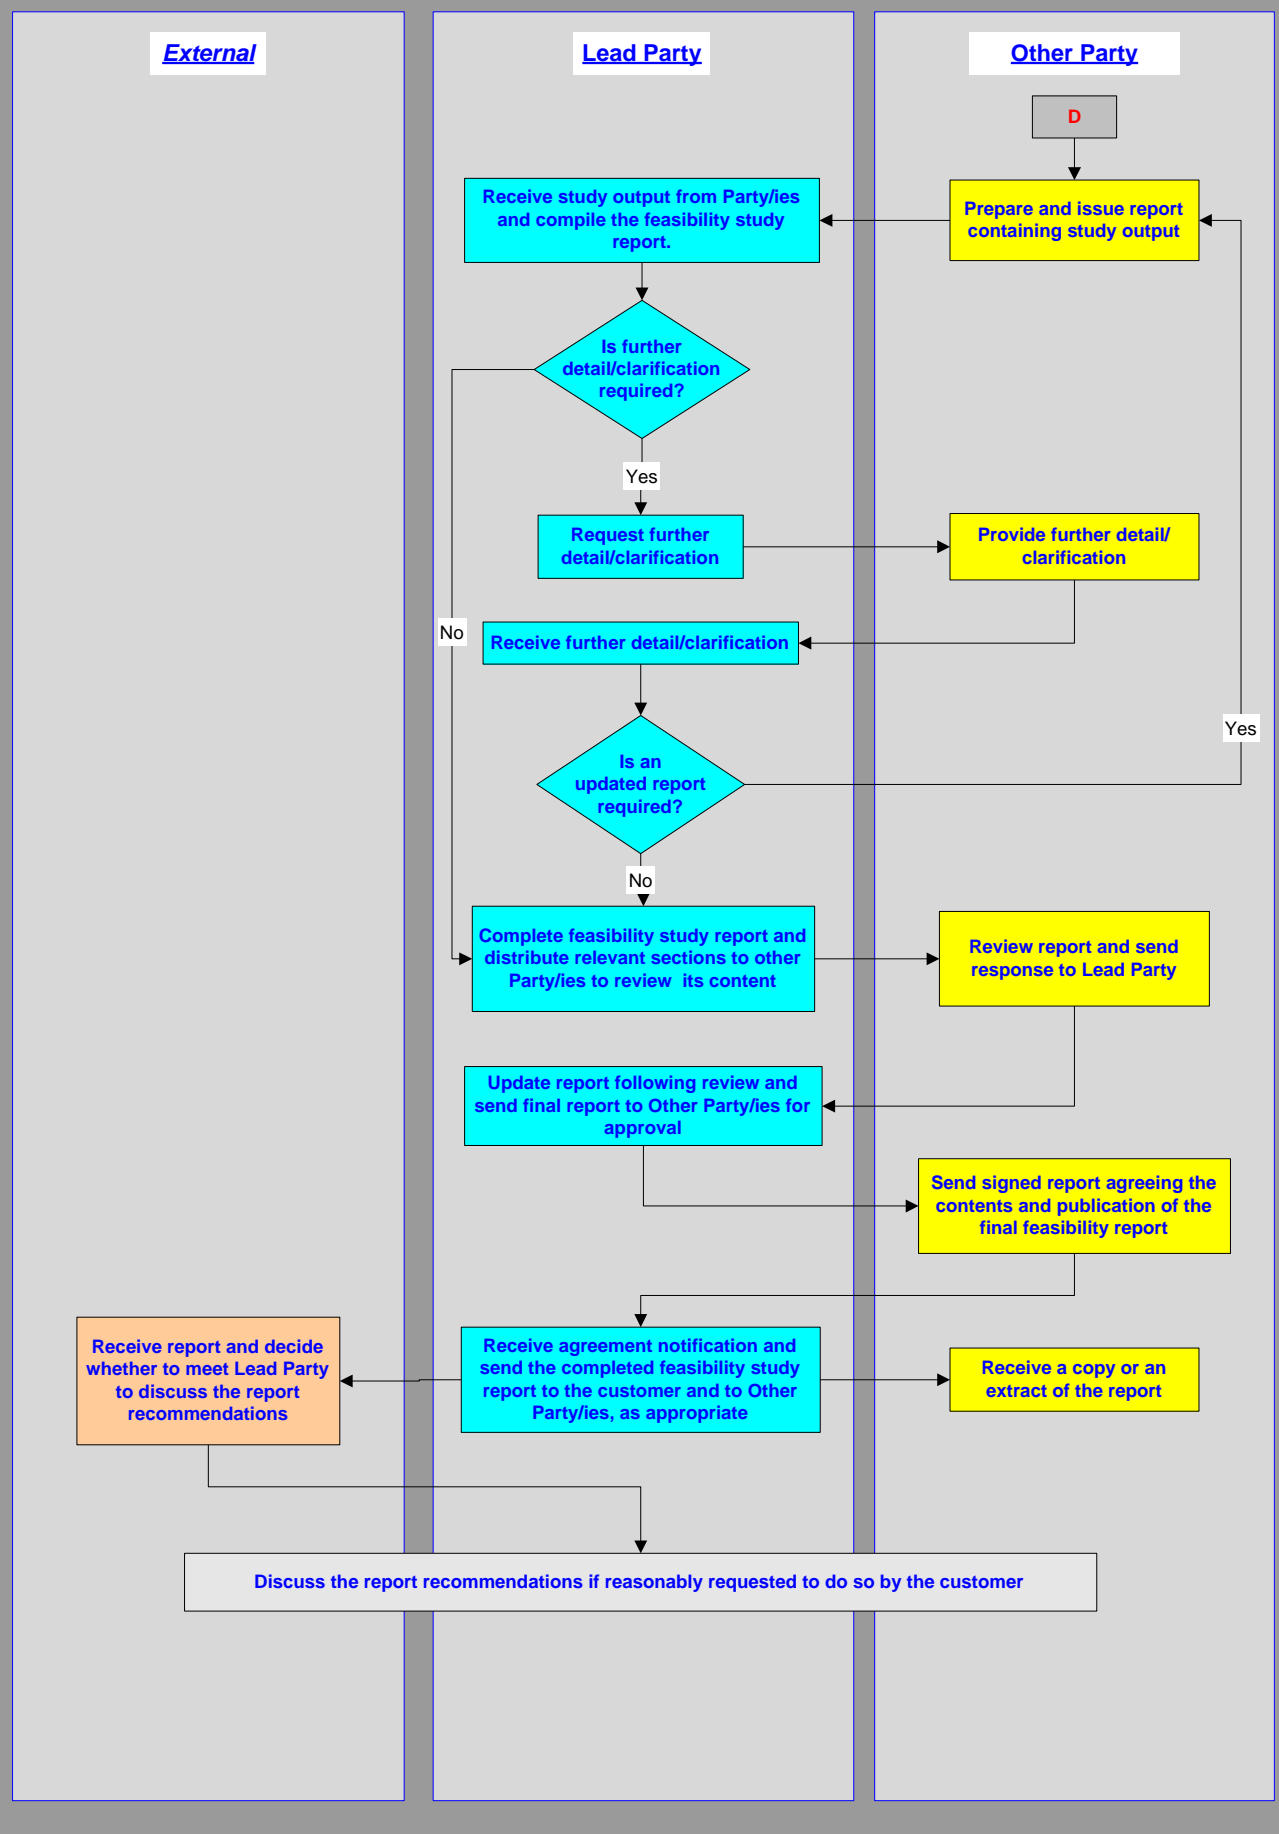 External
Lead Party
Other Party
D
Receive study output from Party/ies
and compile the feasibility study
report.
Prepare and issue report
containing study output
Is further
detail/clarification
required?
Yes
Request further
detail/clarification
Provide further detail/
clarification
No
Receive further detail/clarification
Yes
Is an
updated report
required?
No
Complete feasibility study report and
distribute relevant sections to other
Party/ies to review  its content
Review report and send
response to Lead Party
Update report following review and
send final report to Other Party/ies for
approval
Send signed report agreeing the
contents and publication of the
final feasibility report
Receive report and decide
whether to meet Lead Party
to discuss the report
recommendations
Receive agreement notification and
send the completed feasibility study
report to the customer and to Other
Party/ies, as appropriate
Receive a copy or an
extract of the report
Discuss the report recommendations if reasonably requested to do so by the customer